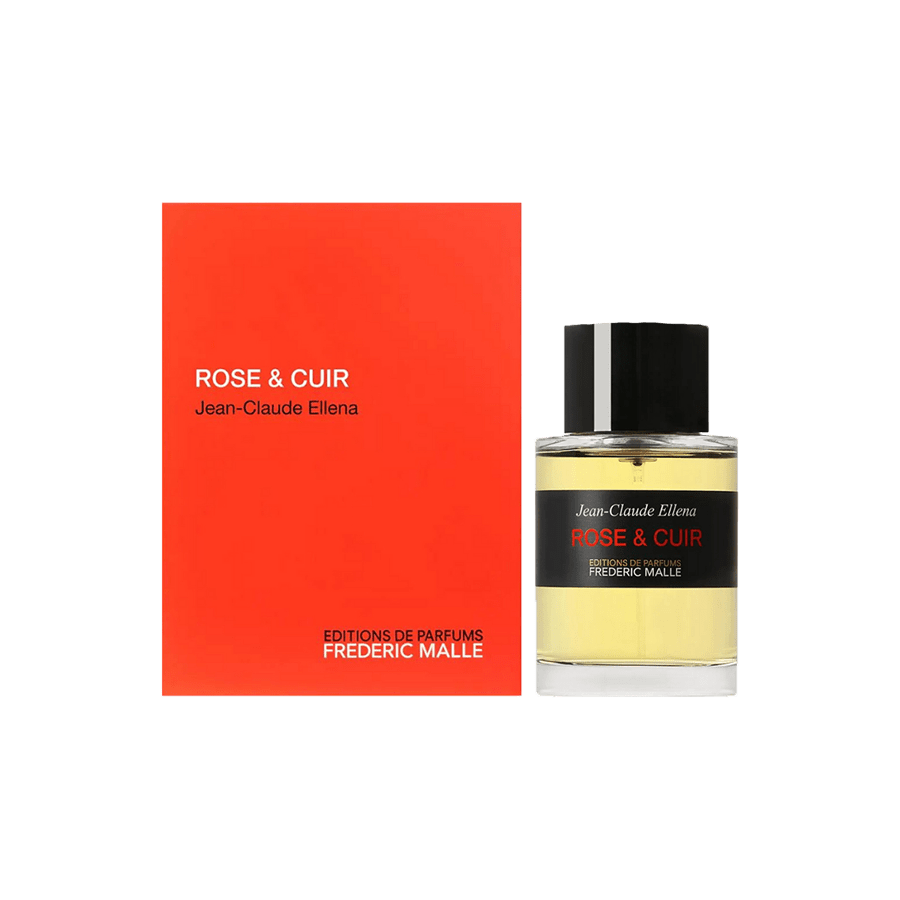 ROSE & CUIR
Jean-Claude Ellena
EDITIONS DE PARFUMS
FREDERIC MALLE
Jean-Claude Ellena
ROSE & CUIR
EDITIONS DE PARFUMS
FREDERIC MALLE